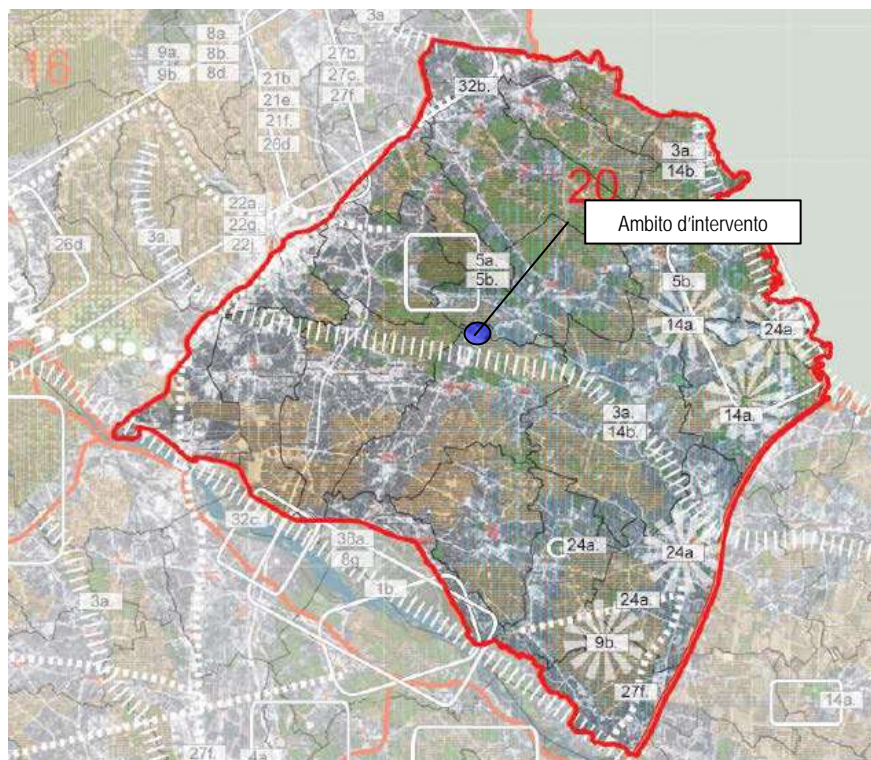 3a.
8a.
9a.
8b.
9b.
8d.
16
27b.
27c.
27f.
21b
21e.
21f.
26d.
32b.
3a.
14b.
20
Ambito d'intervento
22a.
22g.
22j.
26d.
3a.
5a.
5b.
5b.
14a.
24a.
14a.
3a.
14b.
32c.
38a.
8g.
1b.
24a.
24a.
24a.
3a.
9b.
27f.
14a.
27f.
4a.